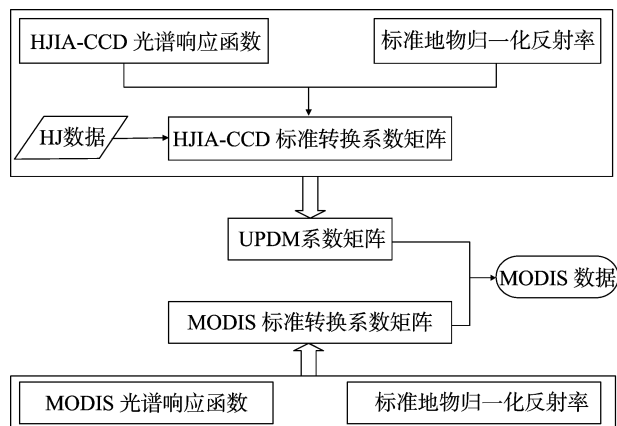 HJIA-CCD 光谱响应函数
标准地物归一化反射率
HJ数据
HJIA-CCD 标准转换系数矩阵
UPDM系数矩阵
MODIS 数据
MODIS 标准转换系数矩阵
MODIS 光谱响应函数
标准地物归一化反射率